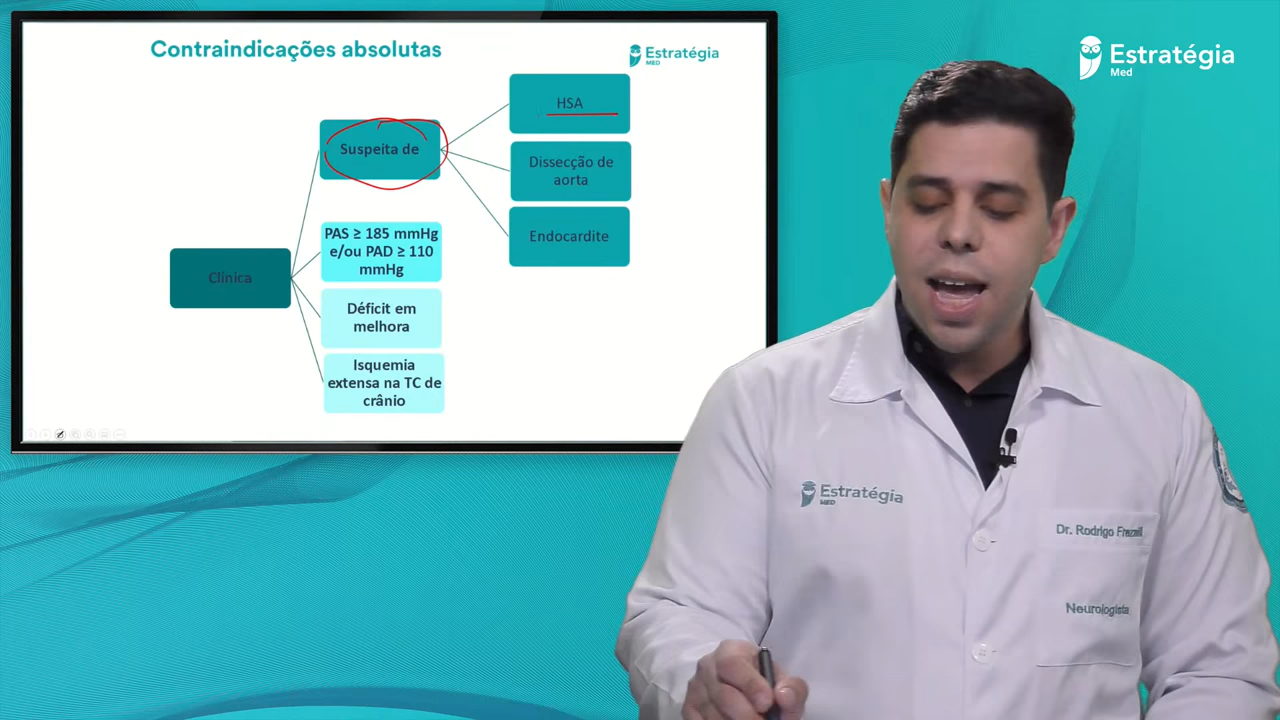 Contraindicações absolutas
Estratégia
MED
HSA
Suspeita de
Dissecção de
aorta
PAS ≥ 185 mmHg
e/ou PAD ≥ 110
mmHg
Endocardite
Clínica
Déficit em
melhora
Isquemia
extensa na TC de
crânio
Estratégia
Med
Estratégia
MED
Dr. Rodrigo
Neurologista